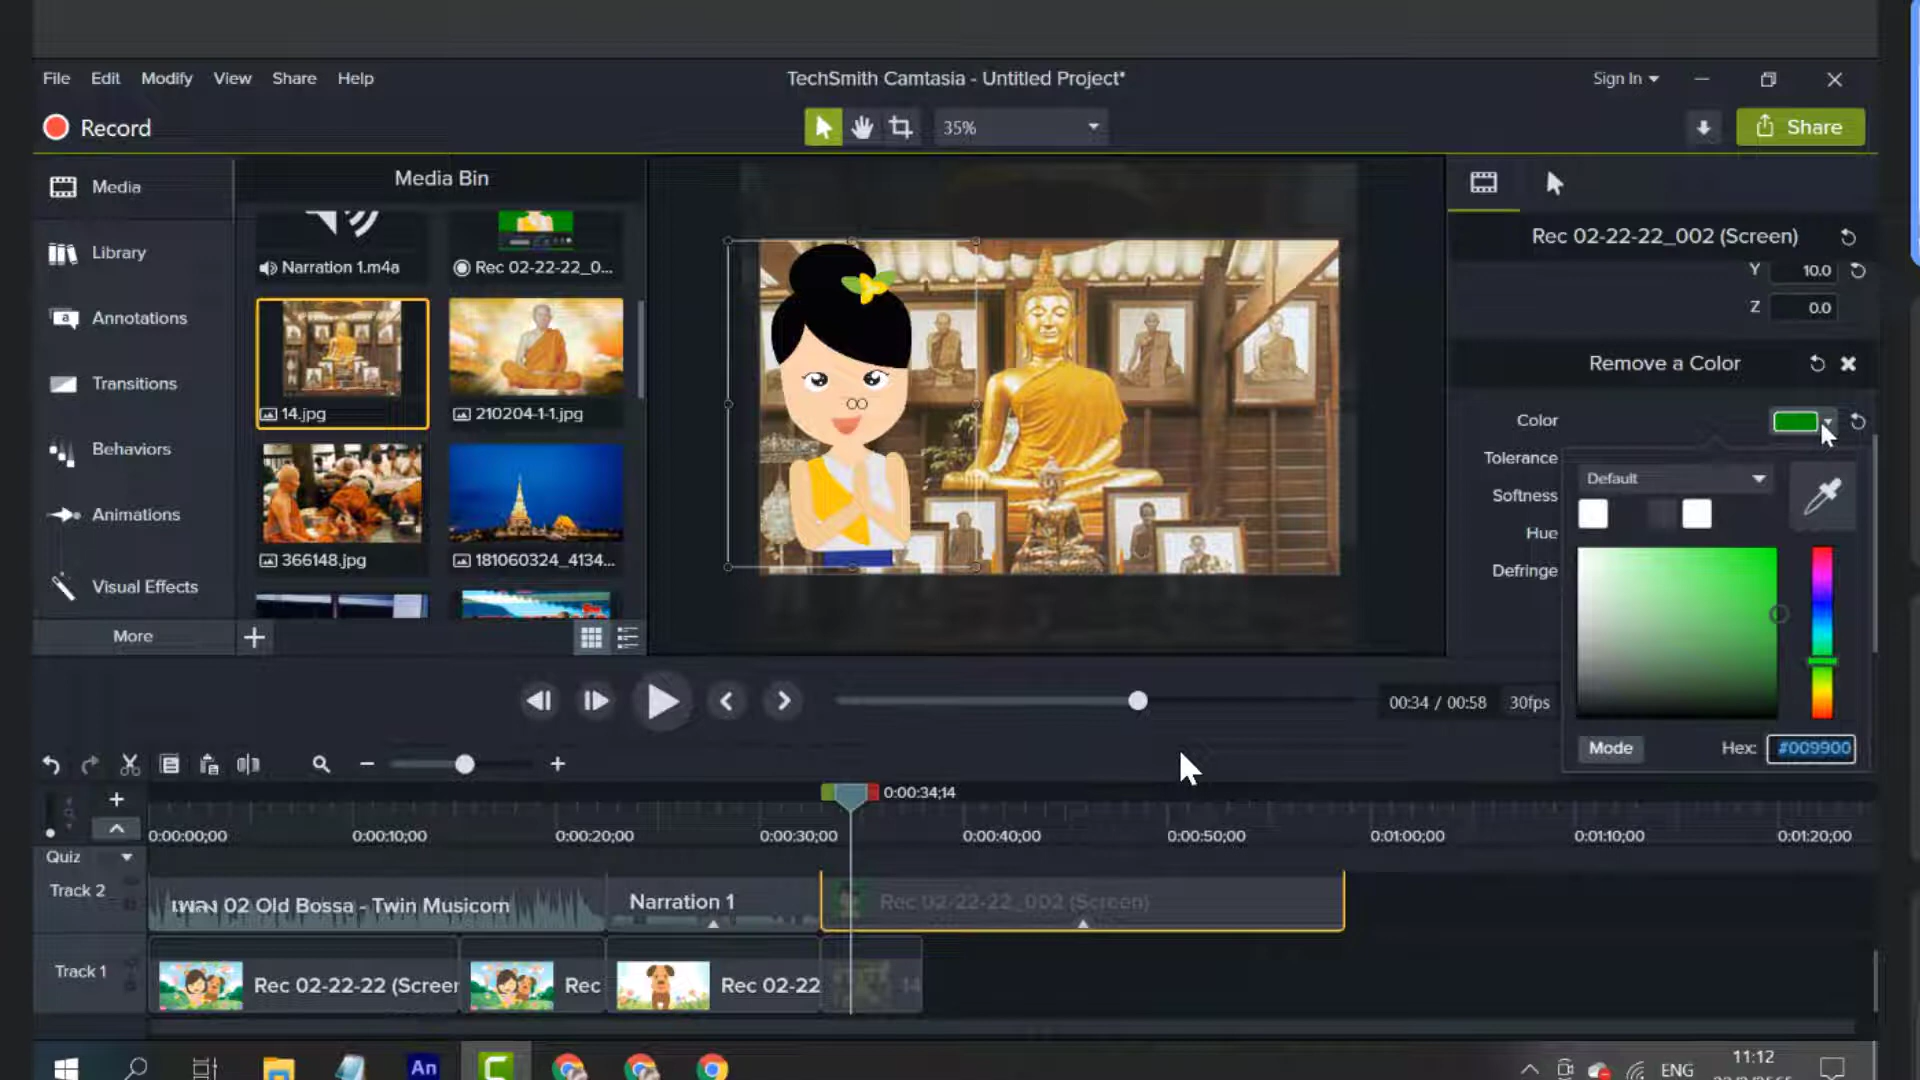 File Edit Modify View Share Help
TechSmith Camtasia - Untitled Project*
Sign In
Record
35%
Share
Media
Library
Annotations
Transitions
Behaviors
Animations
Visual Effects
More
Media Bin
Narration 1.m4a
Rec 02-22-22_0...
14.jpg
210204-1-1.jpg
366148.jpg
181060324_4134...
Rec 02-22-22_002 (Screen)
Y 10.0
Z 0.0
Remove a Color
Color
Tolerance
Softness
Hue
Defringe
Default
Mode
Hex: #009900
00:34 / 00:58 30fps
0:00:34;14
0:00:00;00 0:00:10;00 0:00:20;00 0:00:30;00 0:00:40;00 0:00:50;00 0:01:00;00 0:01:10;00 0:01:20;00
Quiz
Track 2
เพลง 02 Old Bossa - Twin Musicom
Narration 1
Rec 02-22-22_002 (Screen)
Track 1
Rec 02-22-22 (Screen
Rec
Rec 02-22
14
An
ENG
11:12